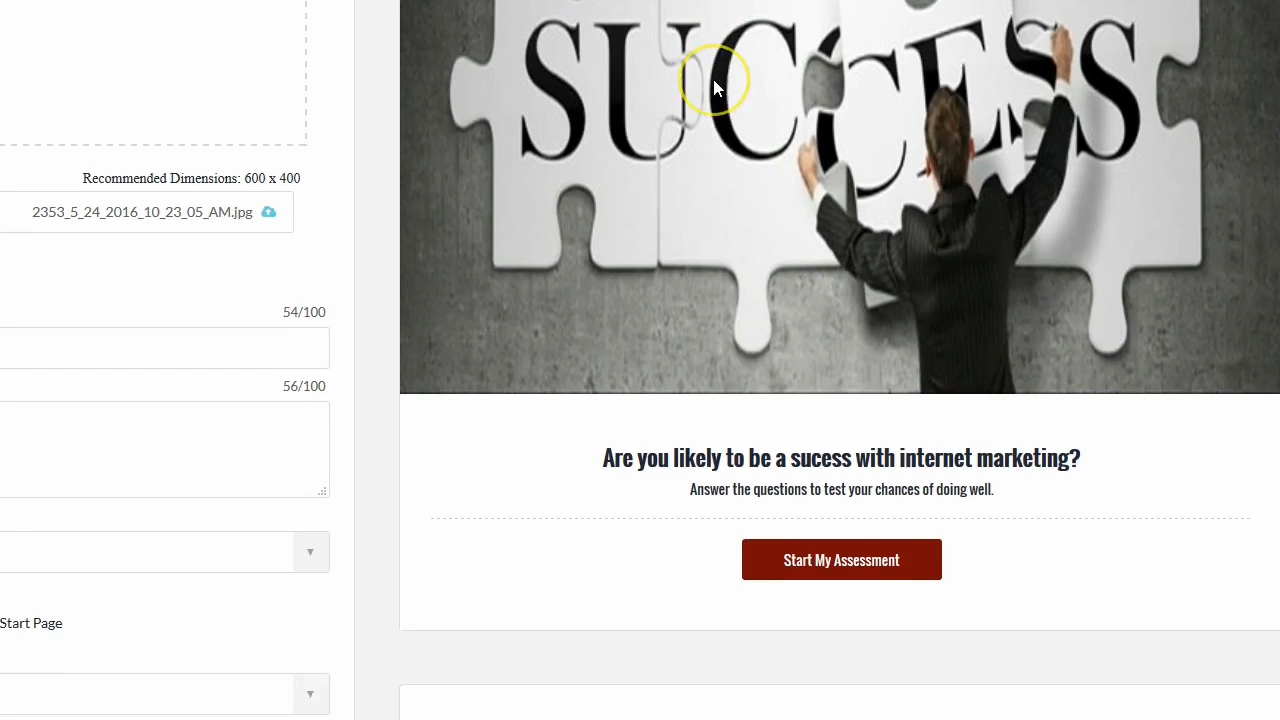 SUCCESS
Recommended Dimensions: 600 x 400
2353_5_24_2016_10_23_05_AM.jpg
54/100
56/100
Are you likely to be a sucess with internet marketing?
Answer the questions to test your chances of doing well.
Start My Assessment
Start Page